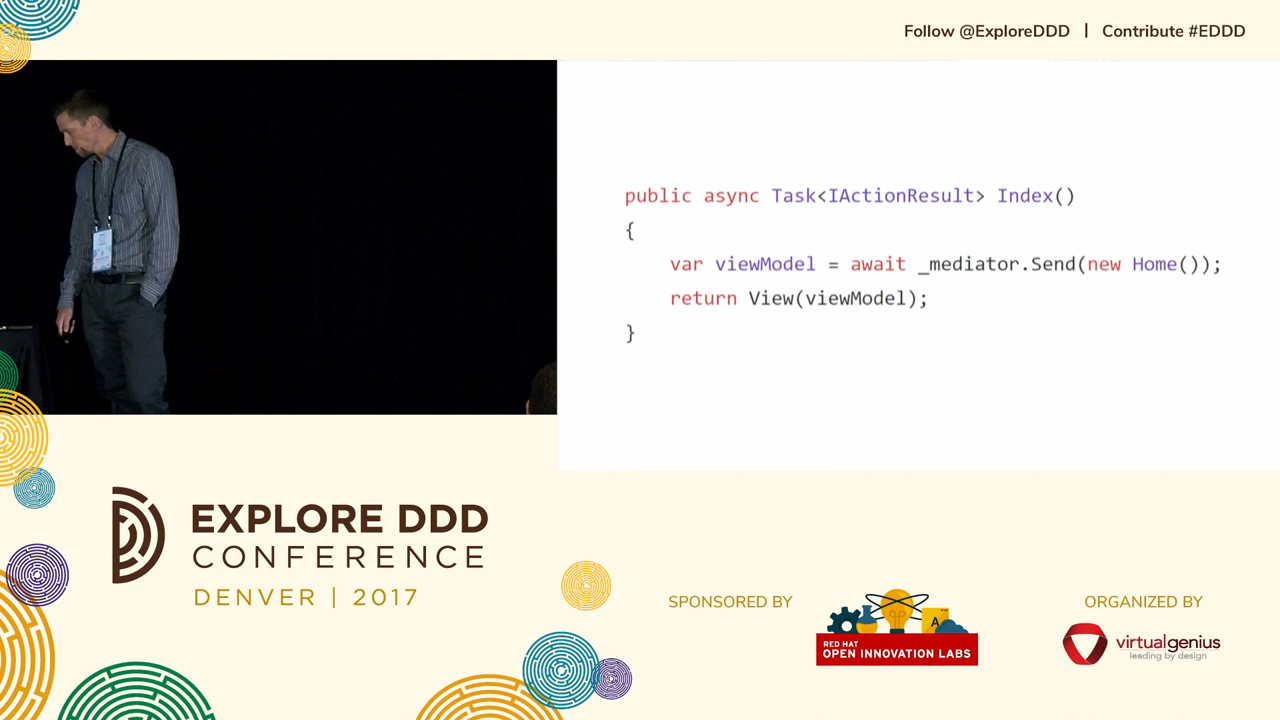 Follow @ExploreDDD | Contribute #EDDD
public async Task<IActionResult> Index()
{
    var viewModel = await _mediator.Send(new Home());
    return View(viewModel);
}
EXPLORE DDD
CONFERENCE
DENVER | 2017
SPONSORED BY
A
RED HAT
OPEN INNOVATION LABS
ORGANIZED BY
virtualgenius
leading by design